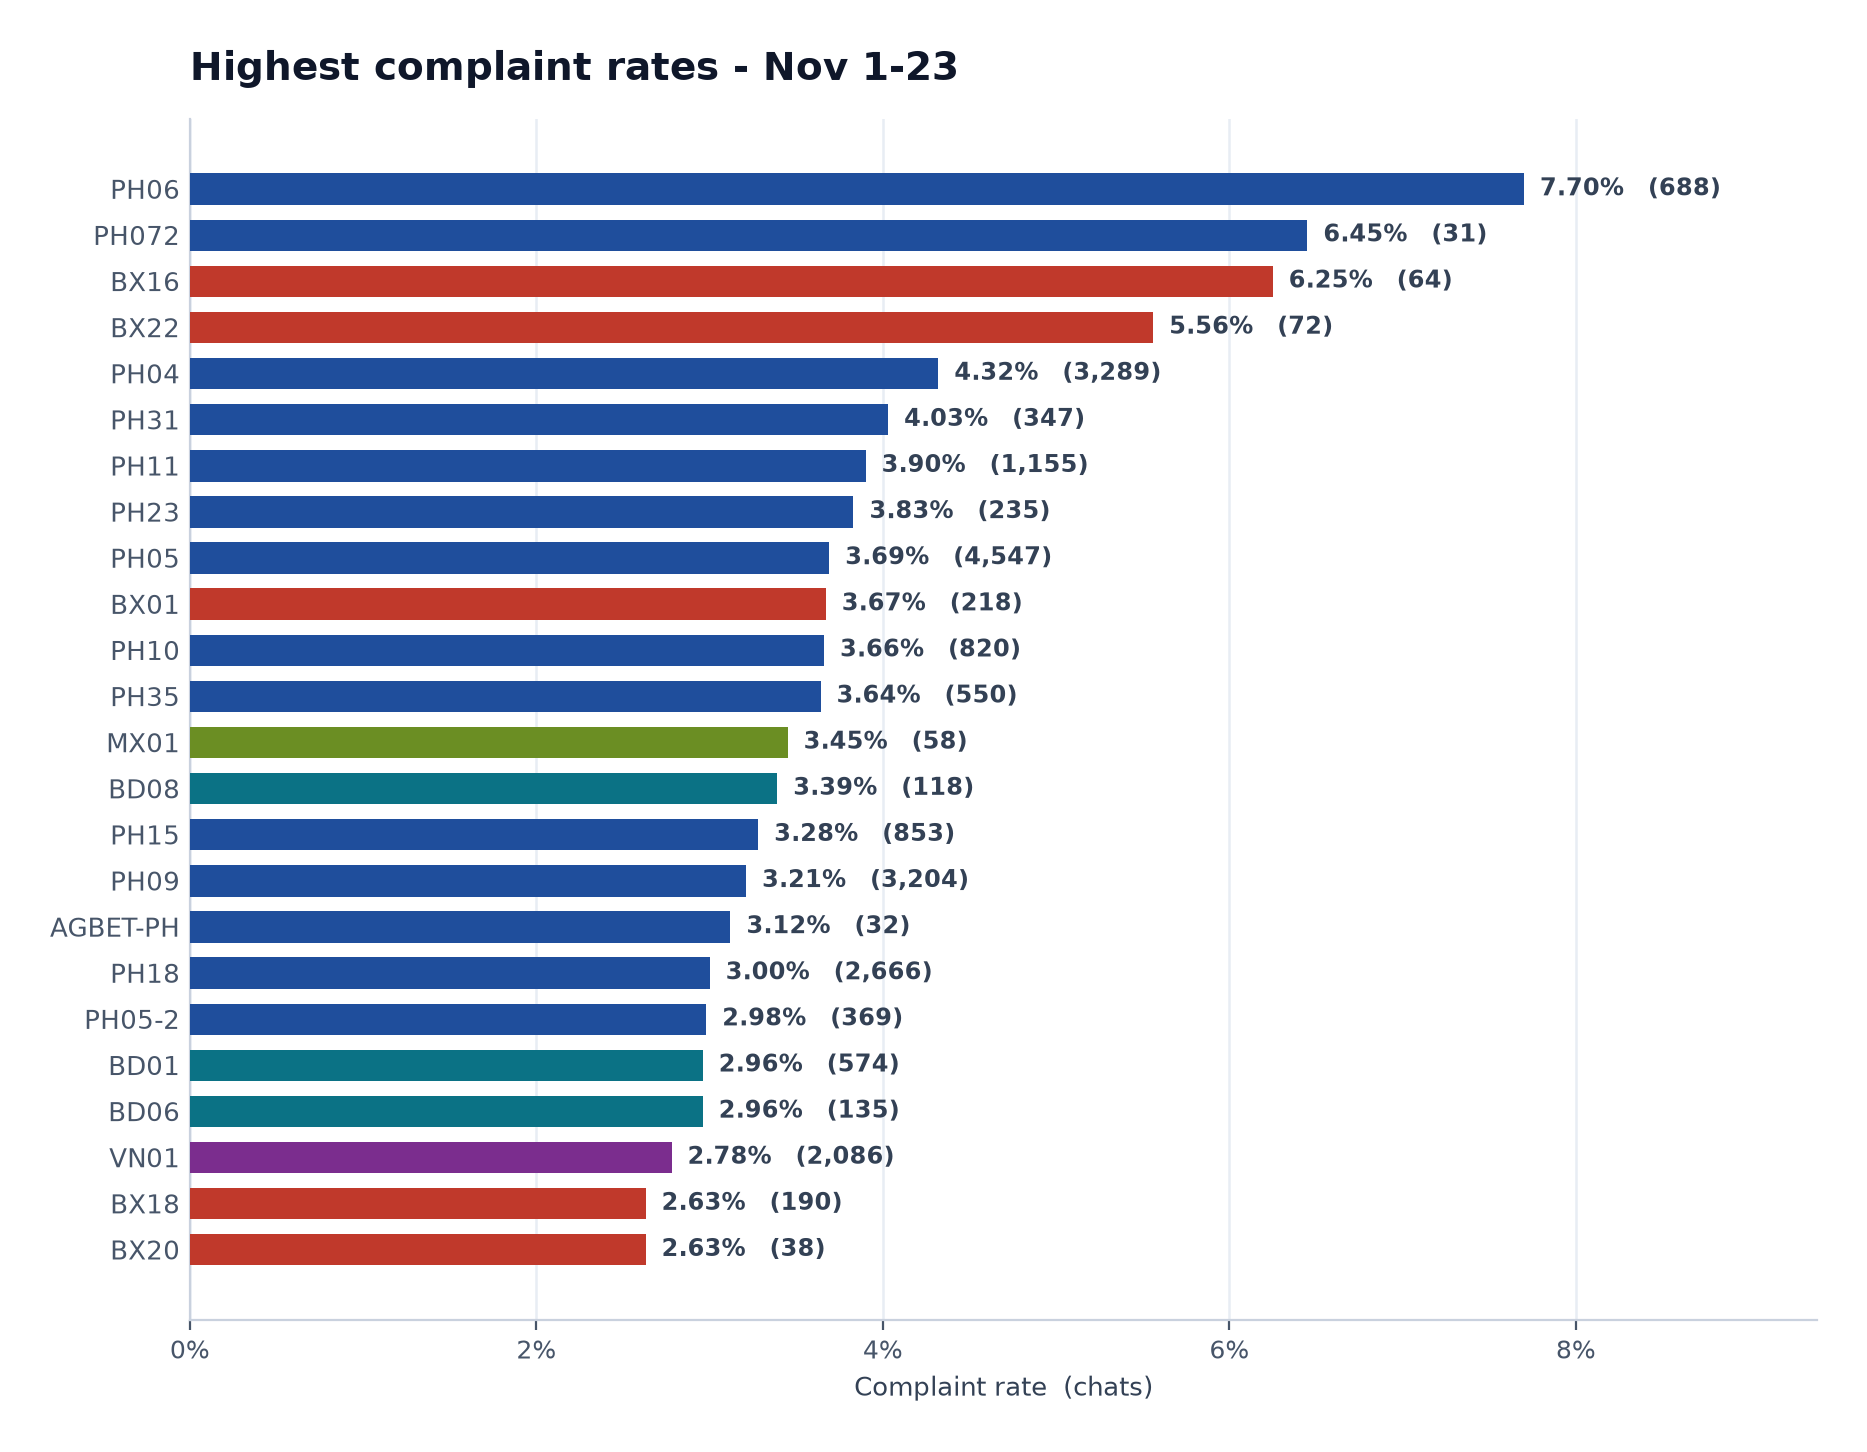 Highest complaint rates - Nov 1-23
PH06 7.70% (688)
PH072 6.45% (31)
BX16 6.25% (64)
BX22 5.56% (72)
PH04 4.32% (3,289)
PH31 4.03% (347)
PH11 3.90% (1,155)
PH23 3.83% (235)
PH05 3.69% (4,547)
BX01 3.67% (218)
PH10 3.66% (820)
PH35 3.64% (550)
MX01 3.45% (58)
BD08 3.39% (118)
PH15 3.28% (853)
PH09 3.21% (3,204)
AGBET-PH 3.12% (32)
PH18 3.00% (2,666)
PH05-2 2.98% (369)
BD01 2.96% (574)
BD06 2.96% (135)
VN01 2.78% (2,086)
BX18 2.63% (190)
BX20 2.63% (38)
0% 2% 4% 6% 8%
Complaint rate (chats)